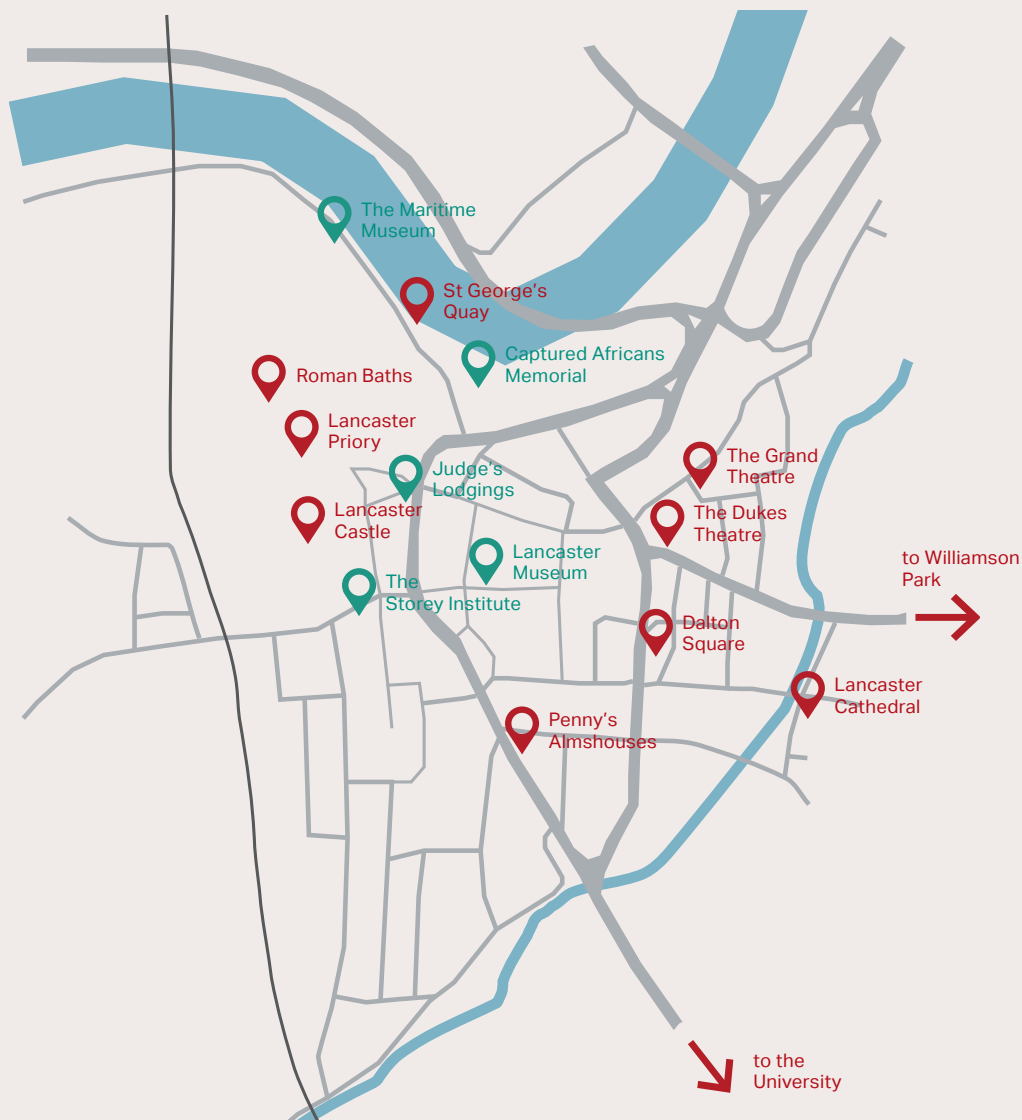 The Maritime
Museum
St George's
Quay
Captured Africans
Memorial
Roman Baths
Lancaster
Priory
Judge's
Lodgings
The Grand
Theatre
Lancaster
Castle
The Dukes
Theatre
Lancaster
Museum
to Williamson
Park
The
Storey Institute
Dalton
Square
Lancaster
Cathedral
Penny's
Almshouses
to the
University